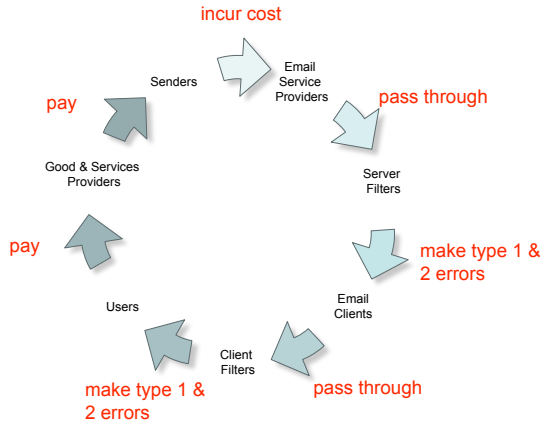 incur cost
Senders
Email
Service
Providers
pass through
Server
Filters
make type 1 &
2 errors
Email
Clients
pass through
Client
Filters
make type 1 &
2 errors
Users
pay
Good & Services
Providers
pay